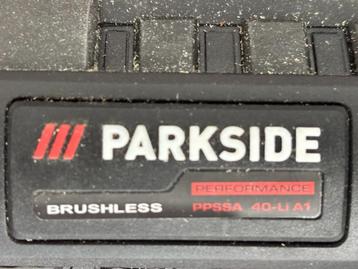 PARKSIDE
PERFORMANCE
BRUSHLESS PPSSA 40-Li A1